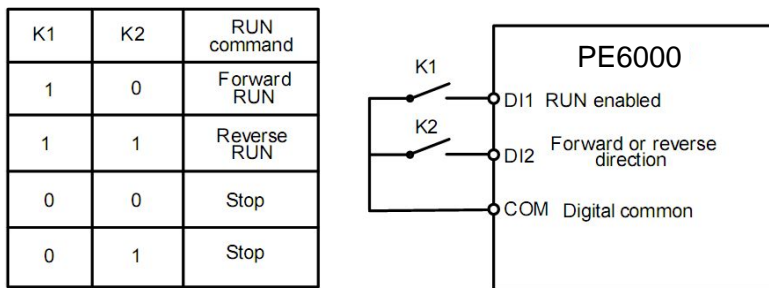 K1 K2 RUN command
1 0 Forward RUN
1 1 Reverse RUN
0 0 Stop
0 1 Stop
PE6000
K1
DI1 RUN enabled
K2
DI2 Forward or reverse direction
COM Digital common